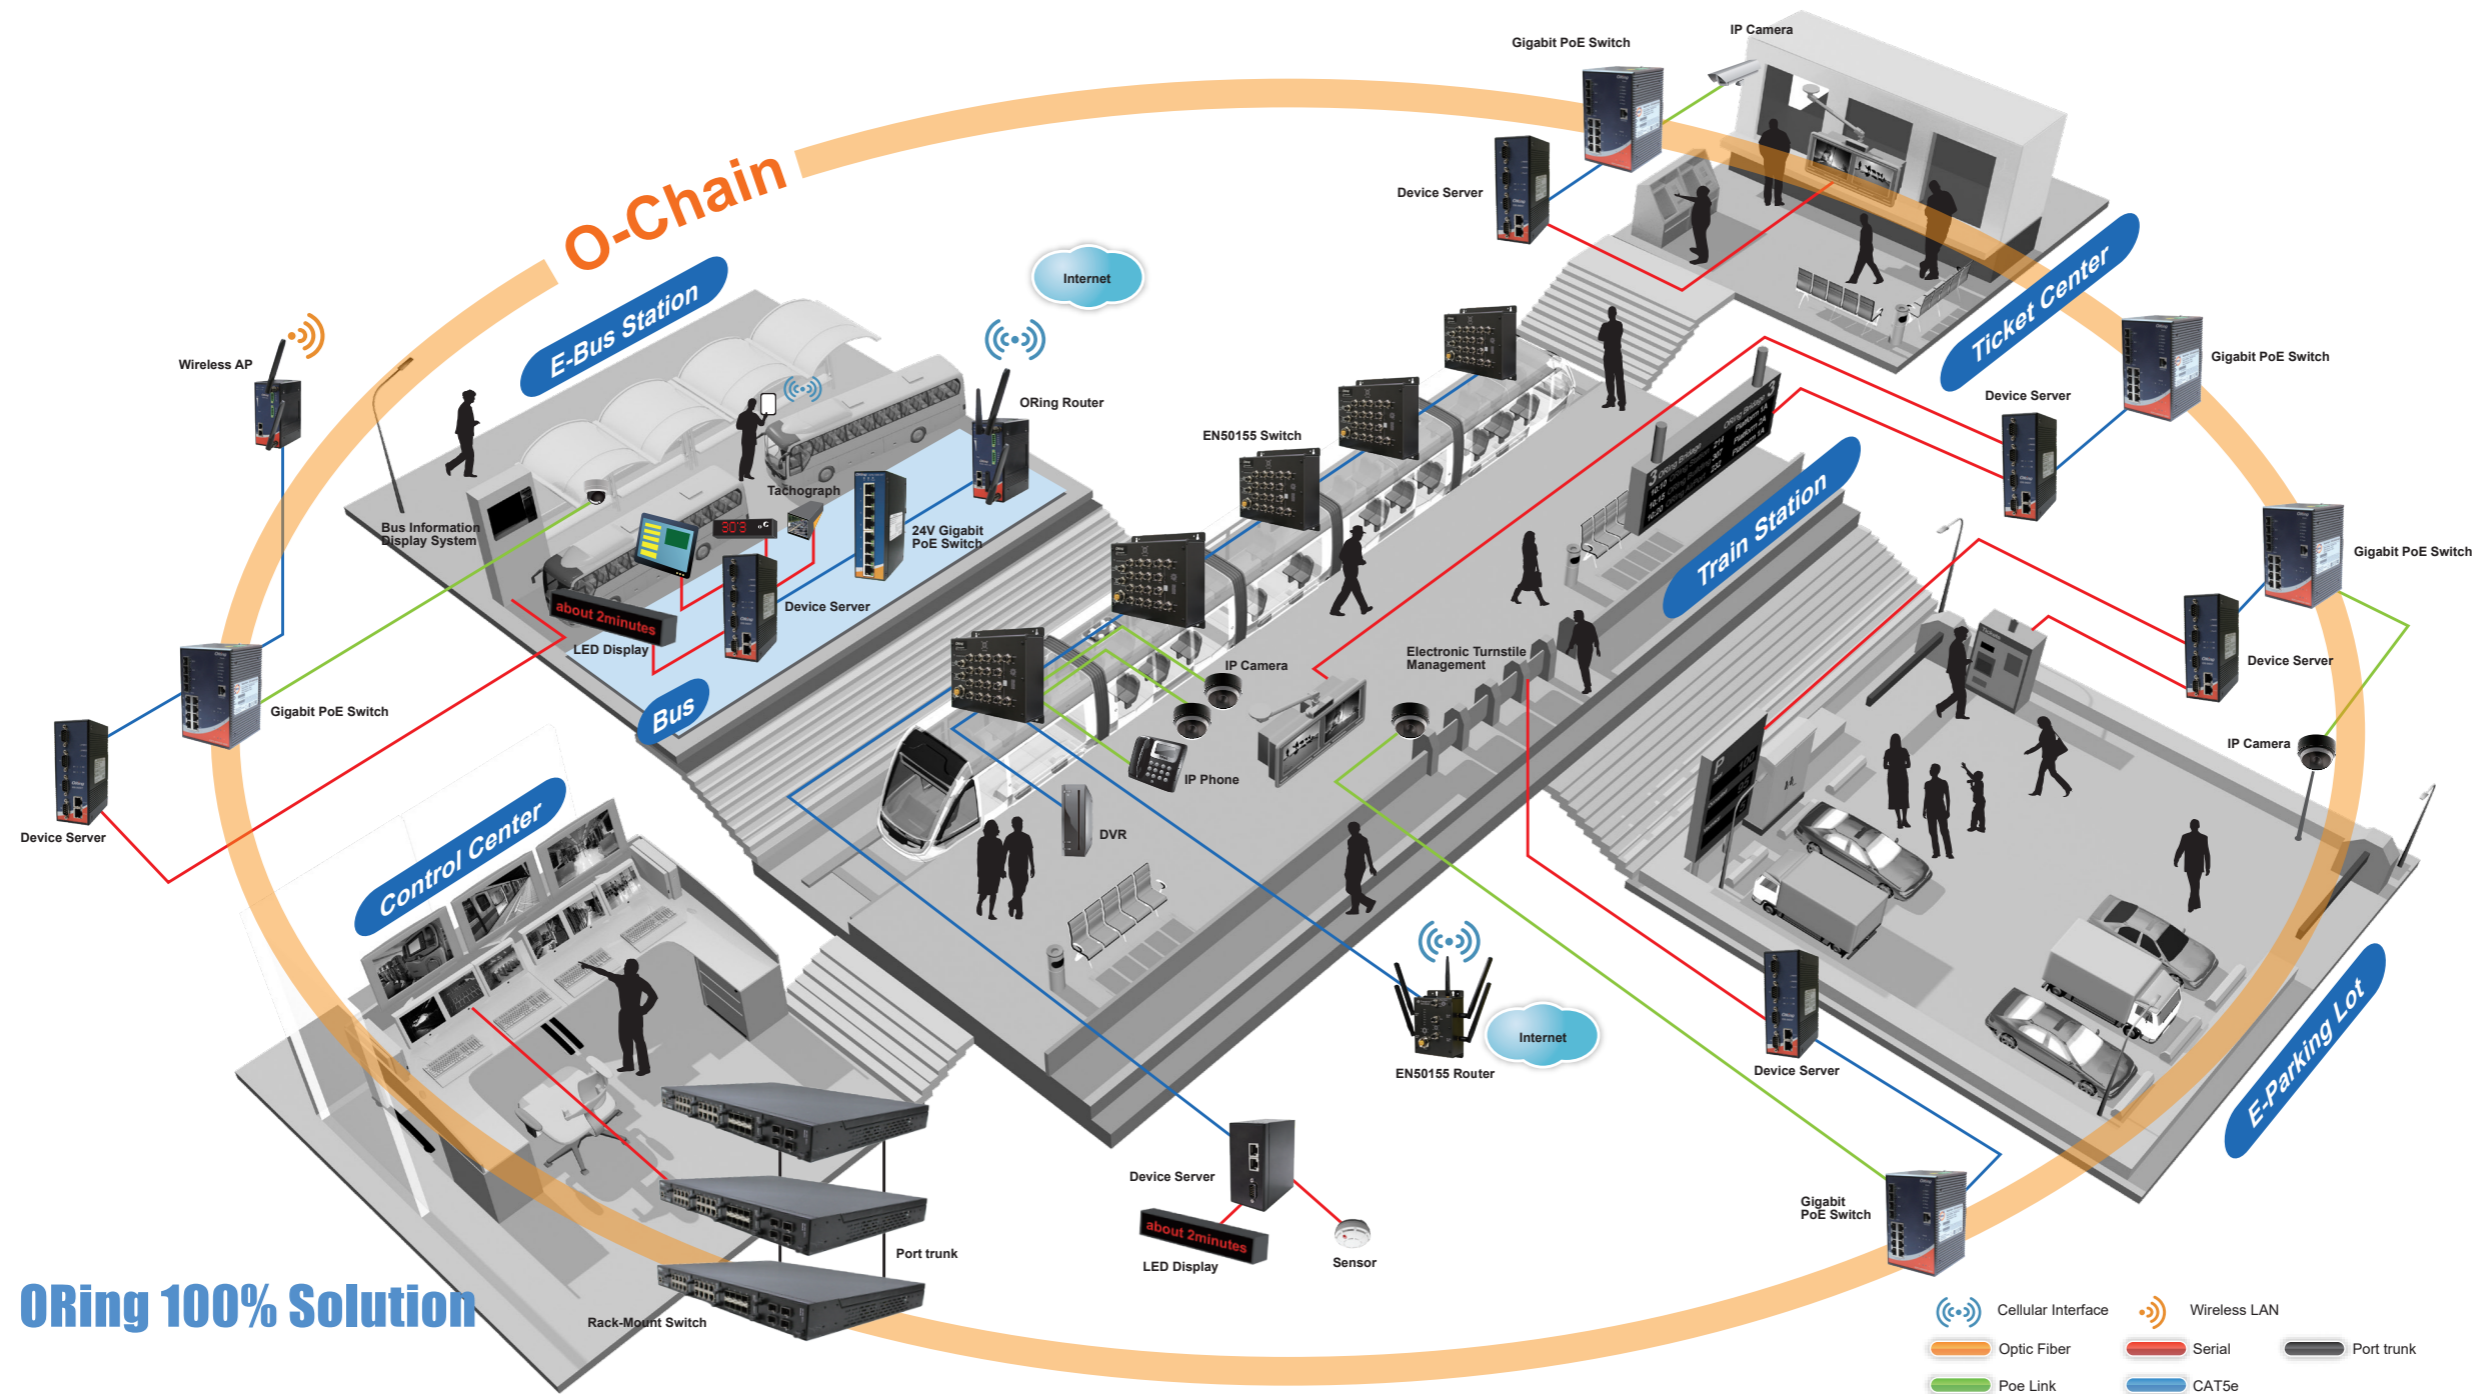 IP Camera
Gigabit PoE Switch
Device Server
O-Chain
Internet
E-Bus Station
Ticket Center
Wireless AP
ORing Router
Gigabit PoE Switch
Device Server
EN50155 Switch
Tachograph
Bus Information
Display System
24V Gigabit
PoE Switch
Train Station
Gigabit PoE Switch
Device Server
about 2minutes
LED Display
Electronic Turnstile
Management
IP Camera
Device Server
Bus
Gigabit PoE Switch
IP Camera
IP Phone
P
100
Device Server
DVR
Control Center
Internet
E-Parking Lot
EN50155 Router
Device Server
Device Server
Gigabit
PoE Switch
about 2minutes
LED Display
Sensor
Port trunk
Rack-Mount Switch
ORing 100% Solution
Cellular Interface
Wireless LAN
Optic Fiber
Serial
Port trunk
Poe Link
CAT5e